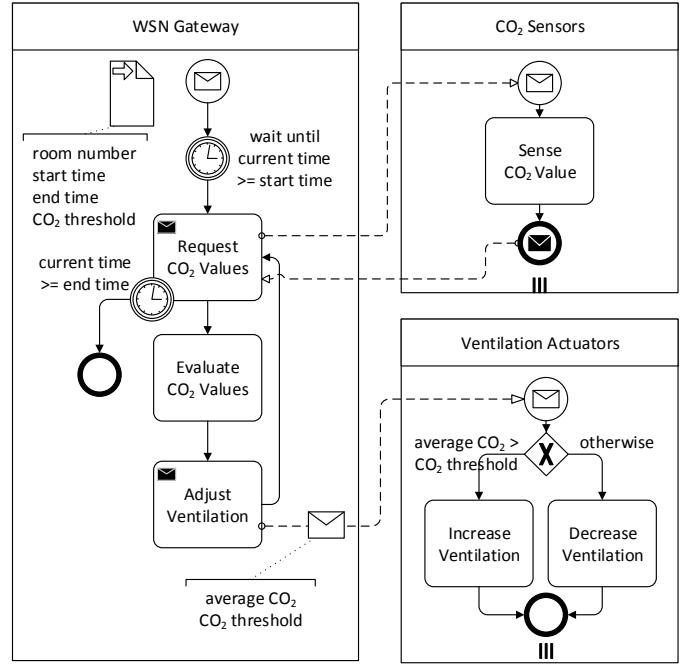 WSN Gateway
wait until
current time
>= start time
room number
start time
end time
CO₂ threshold
Request
CO₂ Values
current time
>= end time
Evaluate
CO₂ Values
Adjust
Ventilation
average CO₂
CO₂ threshold
CO₂ Sensors
Sense
CO₂ Value
Ventilation Actuators
average CO₂ >
CO₂ threshold
X
otherwise
Increase
Ventilation
Decrease
Ventilation